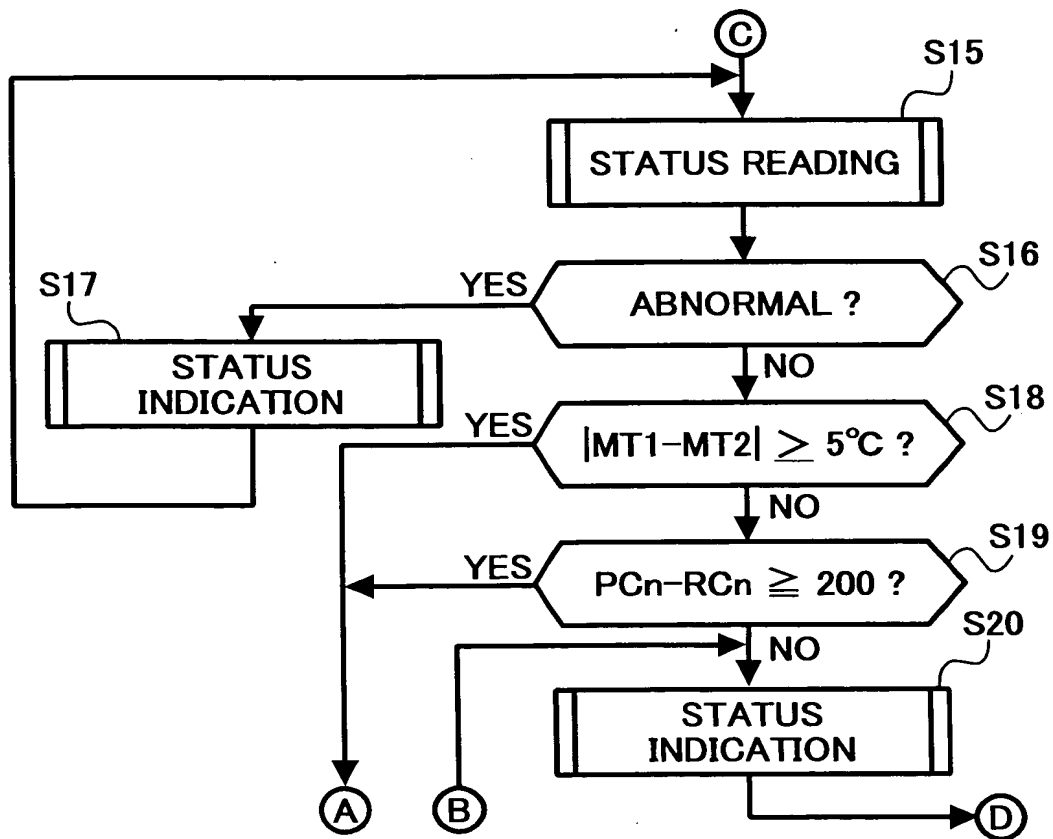 C
S15
STATUS READING
S16
YES
ABNORMAL ?
S17
STATUS
INDICATION
NO
S18
YES
|MT1-MT2| ≥ 5°C ?
NO
S19
YES
PCn-RCn ≧ 200 ?
S20
NO
STATUS
INDICATION
A
B
D